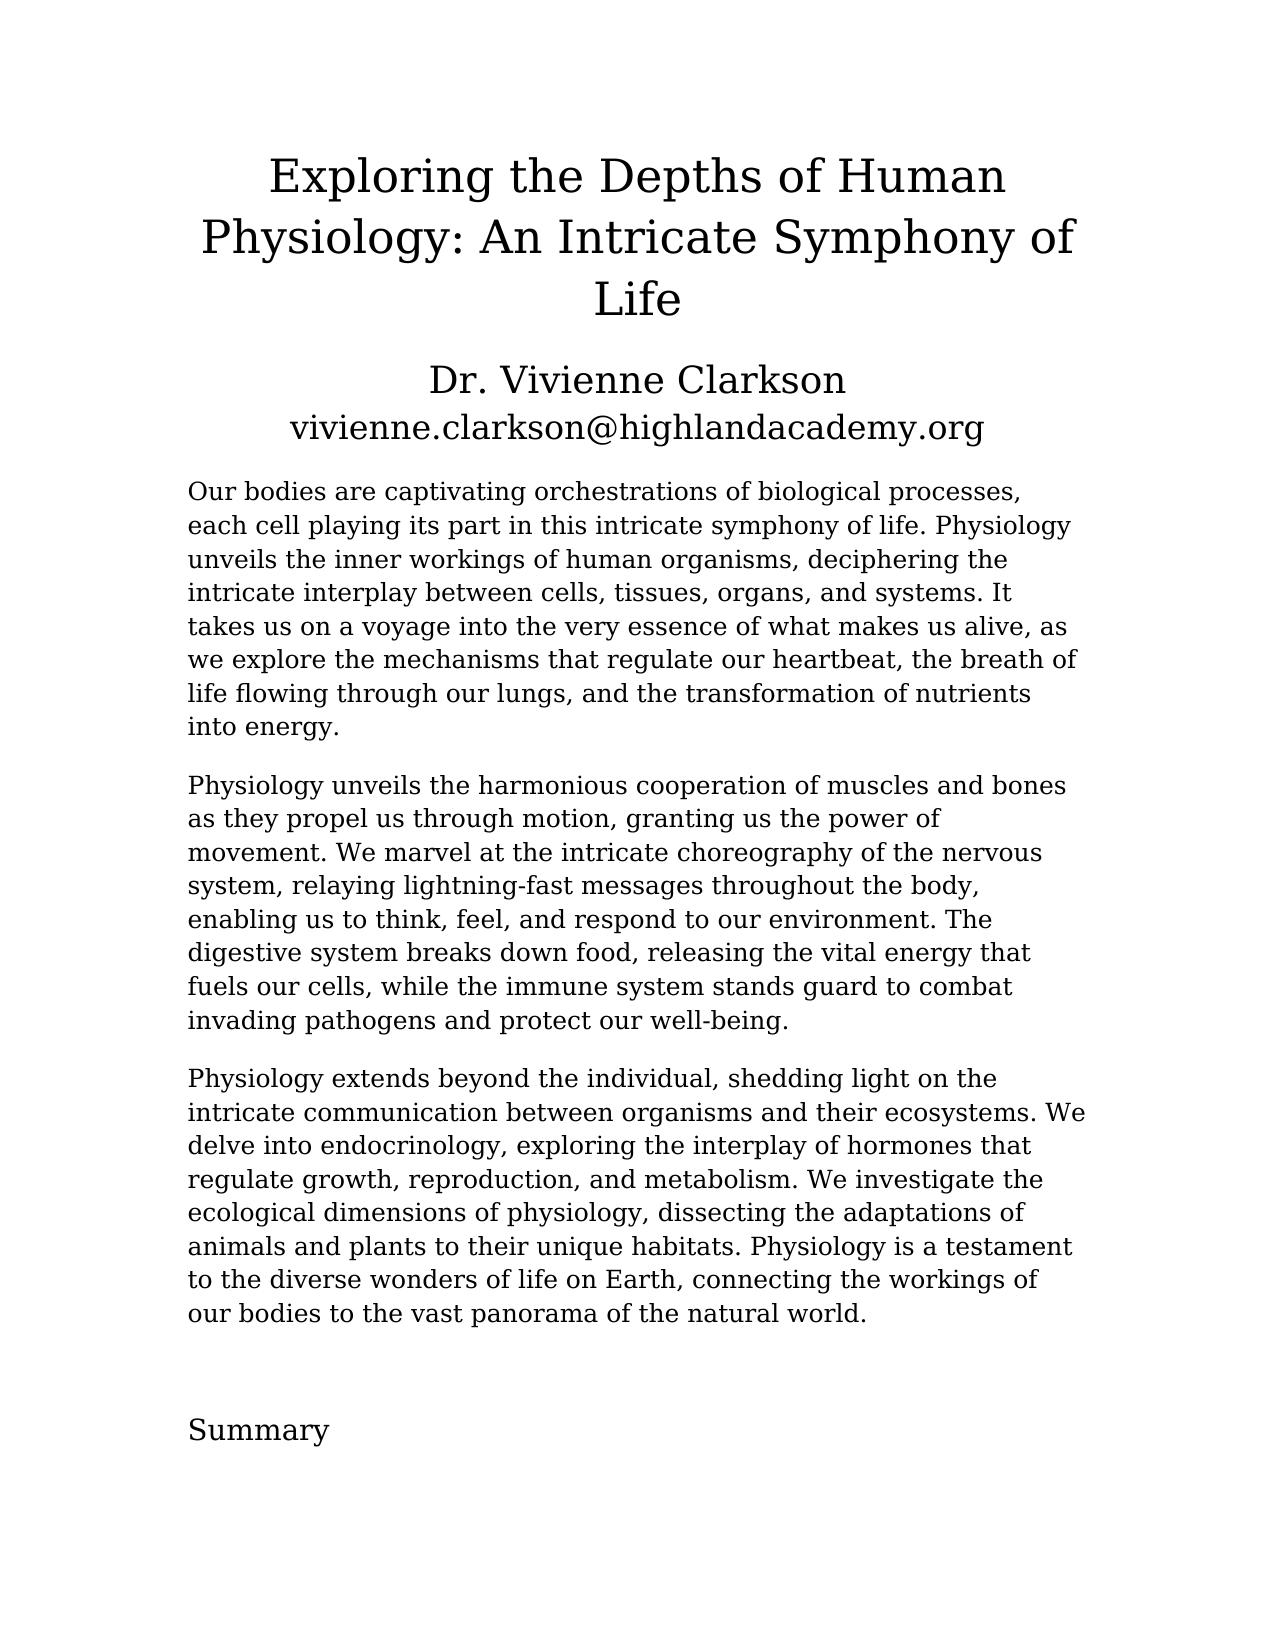 Exploring the Depths of Human
Physiology: An Intricate Symphony of
Life
Dr. Vivienne Clarkson
vivienne.clarkson@highlandacademy.org
Our bodies are captivating orchestrations of biological processes,
each cell playing its part in this intricate symphony of life. Physiology
unveils the inner workings of human organisms, deciphering the
intricate interplay between cells, tissues, organs, and systems. It
takes us on a voyage into the very essence of what makes us alive, as
we explore the mechanisms that regulate our heartbeat, the breath of
life flowing through our lungs, and the transformation of nutrients
into energy.
Physiology unveils the harmonious cooperation of muscles and bones
as they propel us through motion, granting us the power of
movement. We marvel at the intricate choreography of the nervous
system, relaying lightning-fast messages throughout the body,
enabling us to think, feel, and respond to our environment. The
digestive system breaks down food, releasing the vital energy that
fuels our cells, while the immune system stands guard to combat
invading pathogens and protect our well-being.
Physiology extends beyond the individual, shedding light on the
intricate communication between organisms and their ecosystems. We
delve into endocrinology, exploring the interplay of hormones that
regulate growth, reproduction, and metabolism. We investigate the
ecological dimensions of physiology, dissecting the adaptations of
animals and plants to their unique habitats. Physiology is a testament
to the diverse wonders of life on Earth, connecting the workings of
our bodies to the vast panorama of the natural world.
Summary